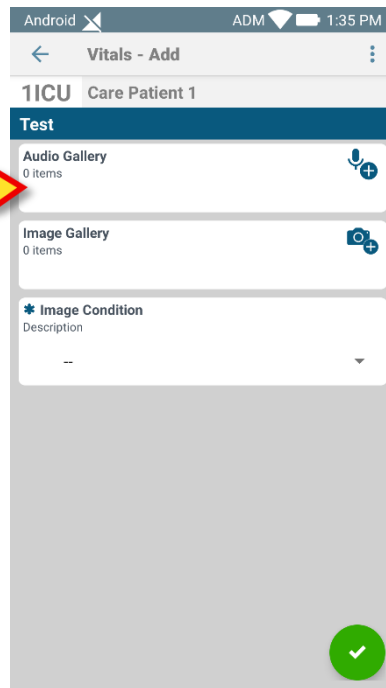 Android ADM 1:35 PM
Vitals - Add
1ICU Care Patient 1
Test
Audio Gallery
0 items
Image Gallery
0 items
✱ Image Condition
Description
--